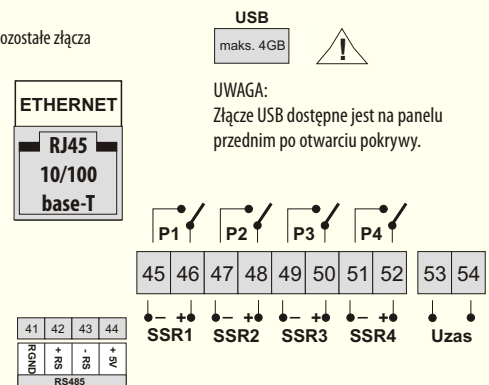 ozostałe złącza
USB
maks. 4GB
!
UWAGA:
Złącze USB dostępne jest na panelu
przednim po otwarciu pokrywy.
ETHERNET
RJ45
10/100
base-T
P1 P2 P3 P4
45 46 47 48 49 50 51 52 53 54
– + – + – + – +
SSR1 SSR2 SSR3 SSR4 Uzas
41 42 43 44
RGND + RS - RS + 5V
RS485